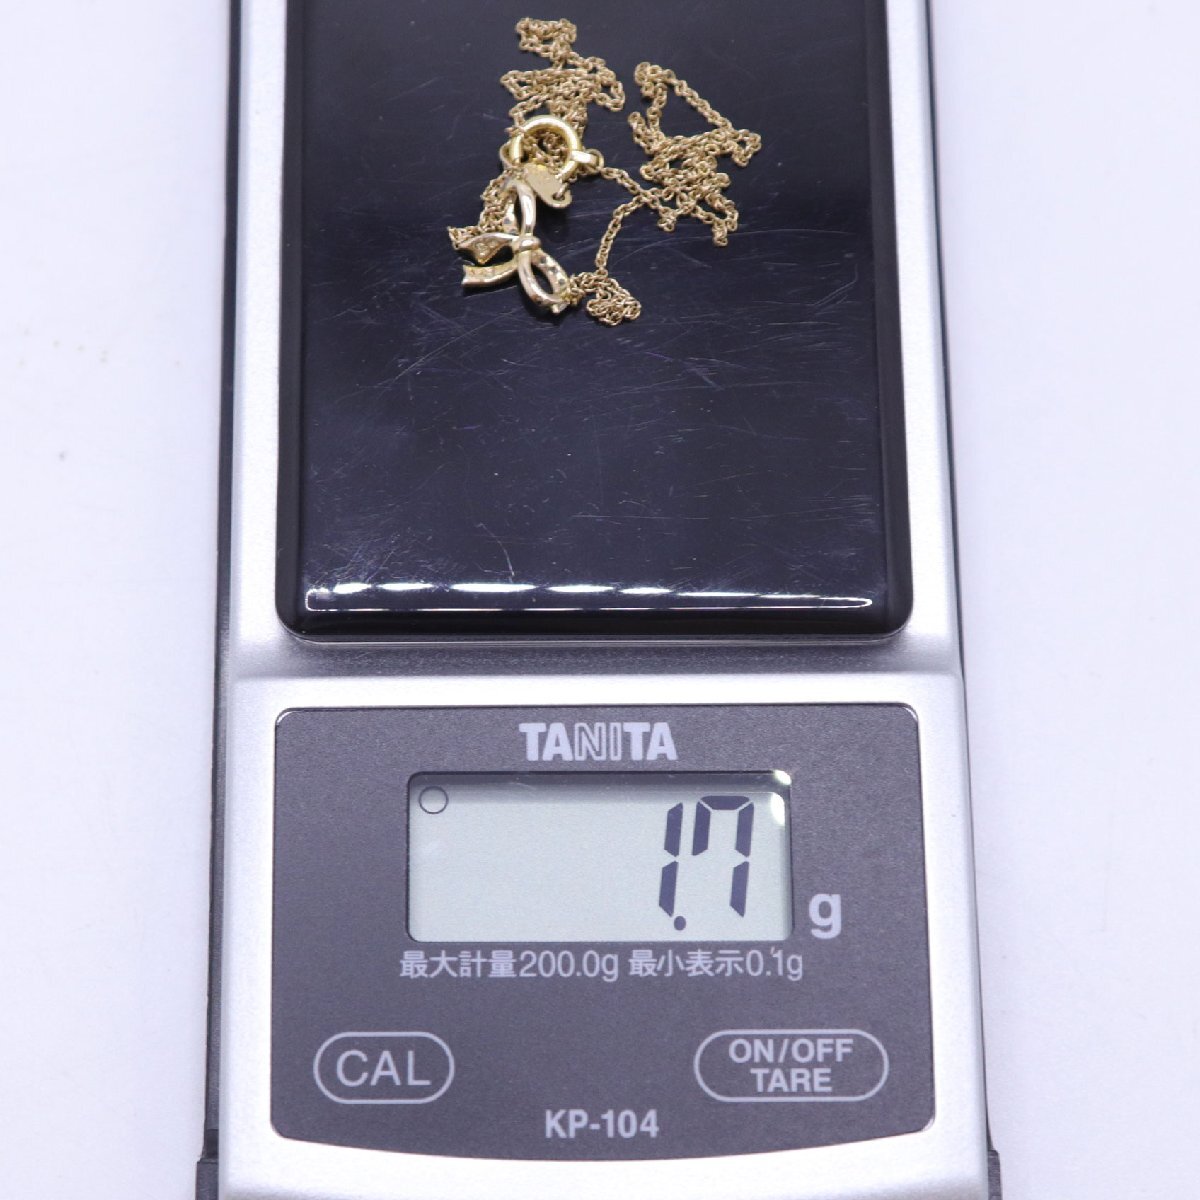 TANITA
1.7 g
最大計量200.0g 最小表示0.1g
CAL
ON/OFF
TARE
KP-104